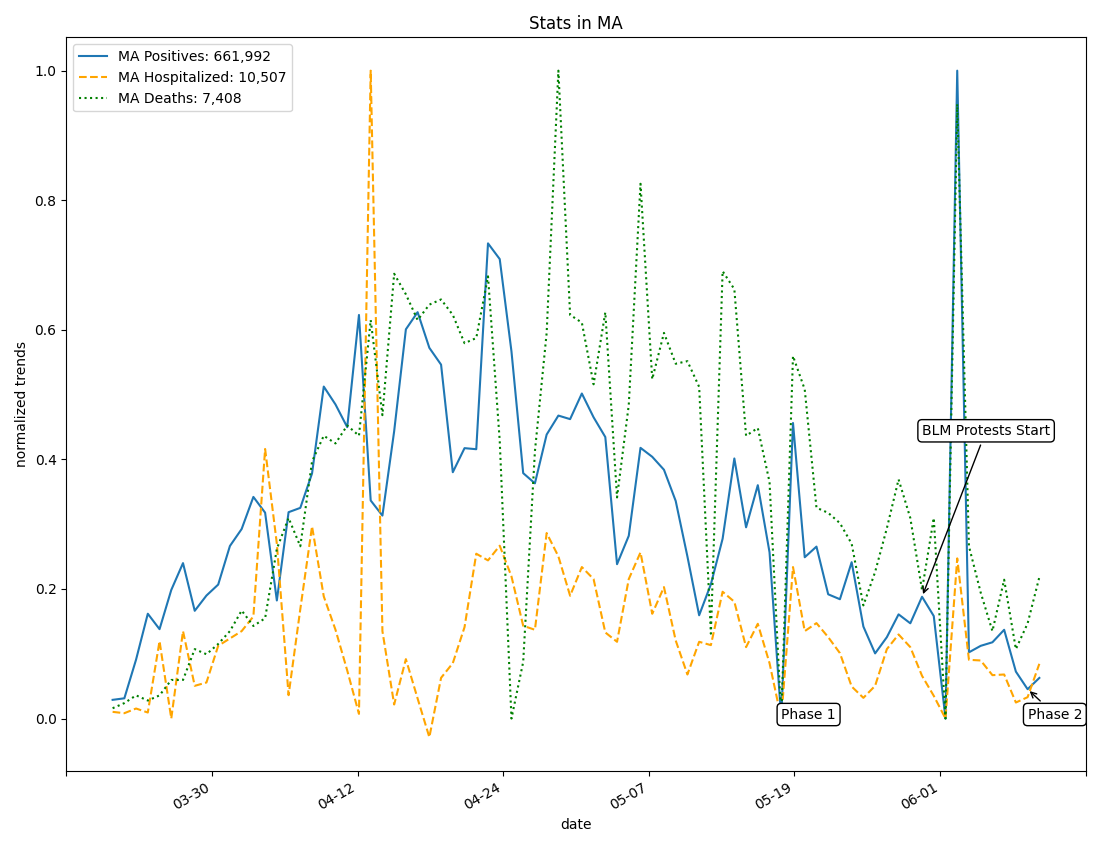 Stats in MA
MA Positives: 661,992
MA Hospitalized: 10,507
MA Deaths: 7,408
normalized trends
1.0
0.8
0.6
0.4
0.2
0.0
BLM Protests Start
Phase 1
Phase 2
03-30
04-12
04-24
05-07
05-19
06-01
date